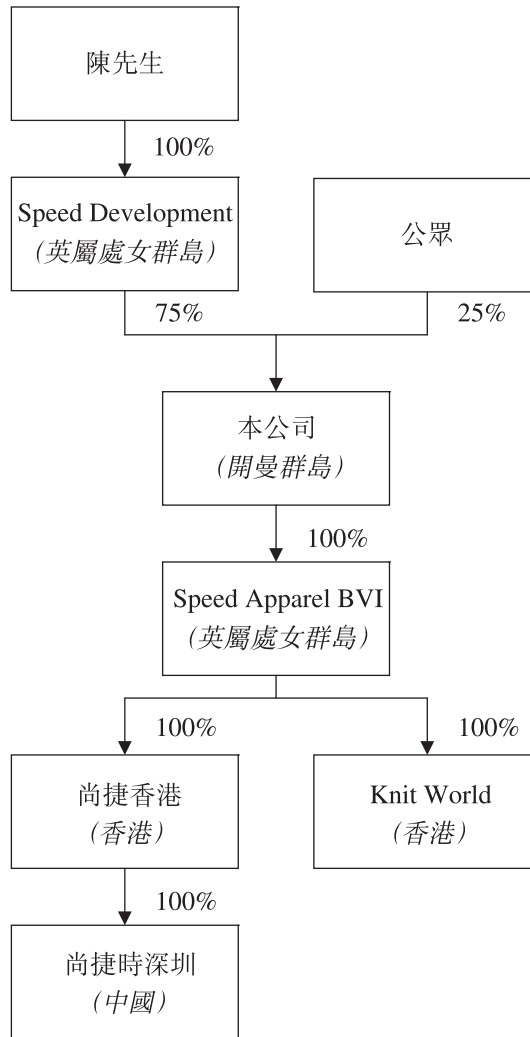 陳先生
100%
Speed Development
(英屬處女群島)
公眾
75%
25%
本公司
(開曼群島)
100%
Speed Apparel BVI
(英屬處女群島)
100%
100%
尚捷香港
(香港)
Knit World
(香港)
100%
尚捷時深圳
(中國)